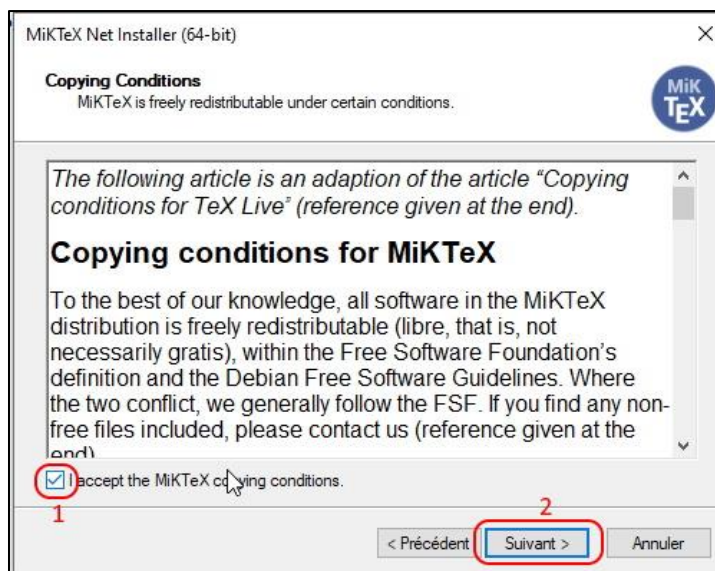 MiKTeX Net Installer (64-bit)
Copying Conditions
MiKTeX is freely redistributable under certain conditions.
MiK
TEX
The following article is an adaption of the article “Copying
conditions for TeX Live” (reference given at the end).
Copying conditions for MiKTeX
To the best of our knowledge, all software in the MiKTeX
distribution is freely redistributable (libre, that is, not
necessarily gratis), within the Free Software Foundation’s
definition and the Debian Free Software Guidelines. Where
the two conflict, we generally follow the FSF. If you find any non-
free files included, please contact us (reference given at the
end)
I accept the MiKTeX copying conditions.
1
2
< Précédent
Suivant >
Annuler